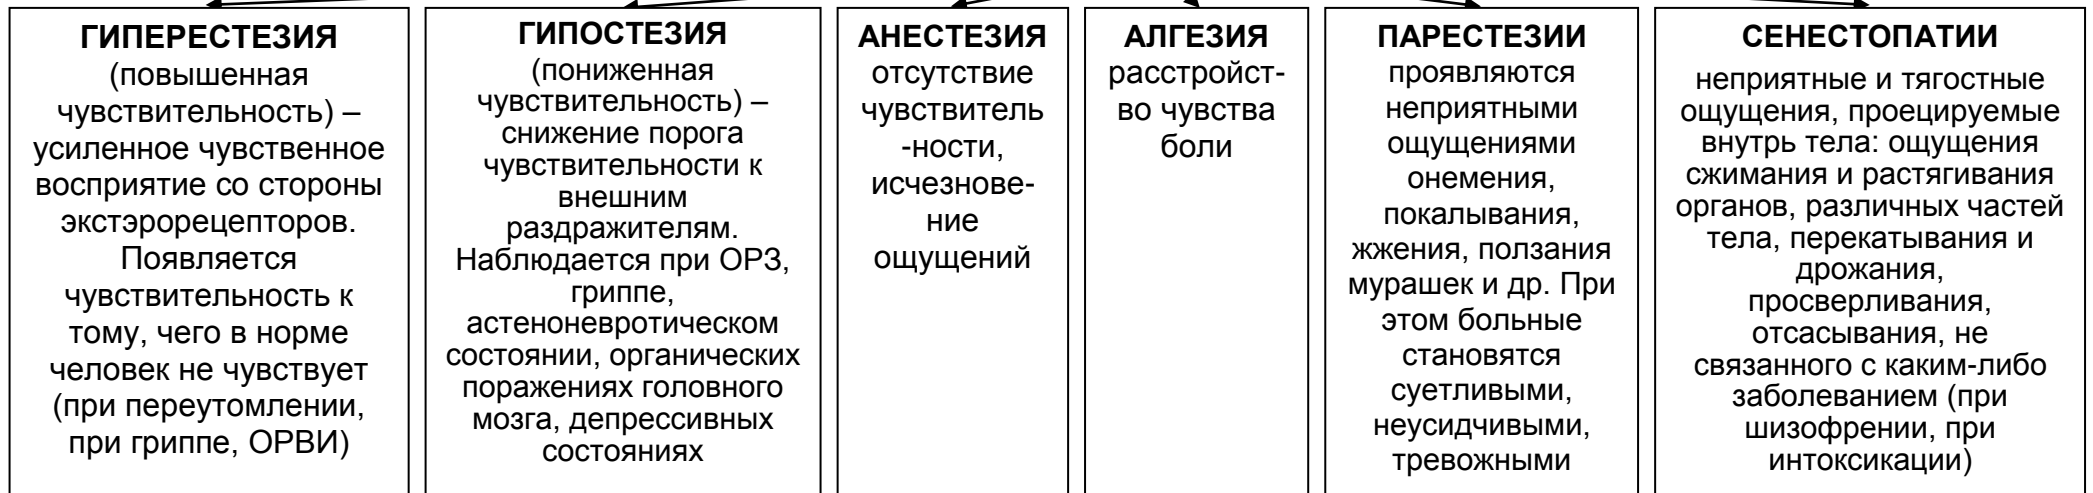 ГИПЕРЕСТЕЗИЯ
(повышенная
чувствительность) –
усиленное чувственное
восприятие со стороны
экстэрорецепторов.
Появляется
чувствительность к
тому, чего в норме
человек не чувствует
(при переутомлении,
при гриппе, ОРВИ)
ГИПОСТЕЗИЯ
(пониженная
чувствительность) –
снижение порога
чувствительности к
внешним
раздражителям.
Наблюдается при ОРЗ,
гриппе,
астеноневротическом
состоянии, органических
поражениях головного
мозга, депрессивных
состояниях
АНЕСТЕЗИЯ
отсутствие
чувствитель
-ности,
исчезнове-
ние
ощущений
АЛГЕЗИЯ
расстройст-
во чувства
боли
ПАРЕСТЕЗИИ
проявляются
неприятными
ощущениями
онемения,
покалывания,
жжения, ползания
мурашек и др. При
этом больные
становятся
суетливыми,
неусидчивыми,
тревожными
СЕНЕСТОПАТИИ
неприятные и тягостные
ощущения, проецируемые
внутрь тела: ощущения
сжимания и растягивания
органов, различных частей
тела, перекатывания и
дрожания,
просверливания,
отсасывания, не
связанного с каким-либо
заболеванием (при
шизофрении, при
интоксикации)